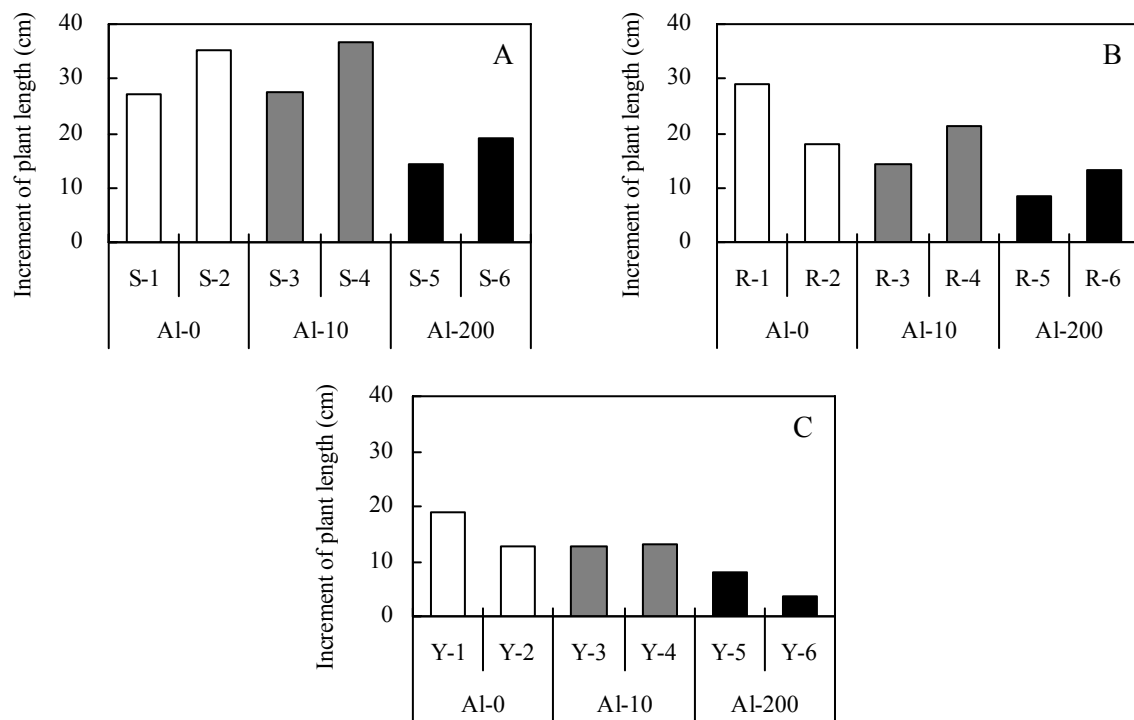 Increment of plant length (cm)
40
30
20
10
0
A
S-1 S-2 S-3 S-4 S-5 S-6
Al-0 Al-10 Al-200
Increment of plant length (cm)
40
30
20
10
0
B
R-1 R-2 R-3 R-4 R-5 R-6
Al-0 Al-10 Al-200
Increment of plant length (cm)
40
30
20
10
0
C
Y-1 Y-2 Y-3 Y-4 Y-5 Y-6
Al-0 Al-10 Al-200